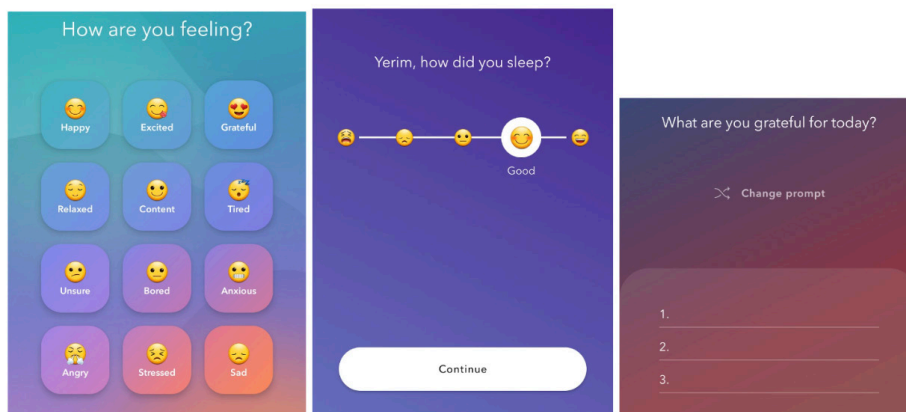 How are you feeling?
Happy Excited Grateful
Relaxed Content Tired
Unsure Bored Anxious
Angry Stressed Sad
Yerim, how did you sleep?
Good
Continue
What are you grateful for today?
Change prompt
1.
2.
3.